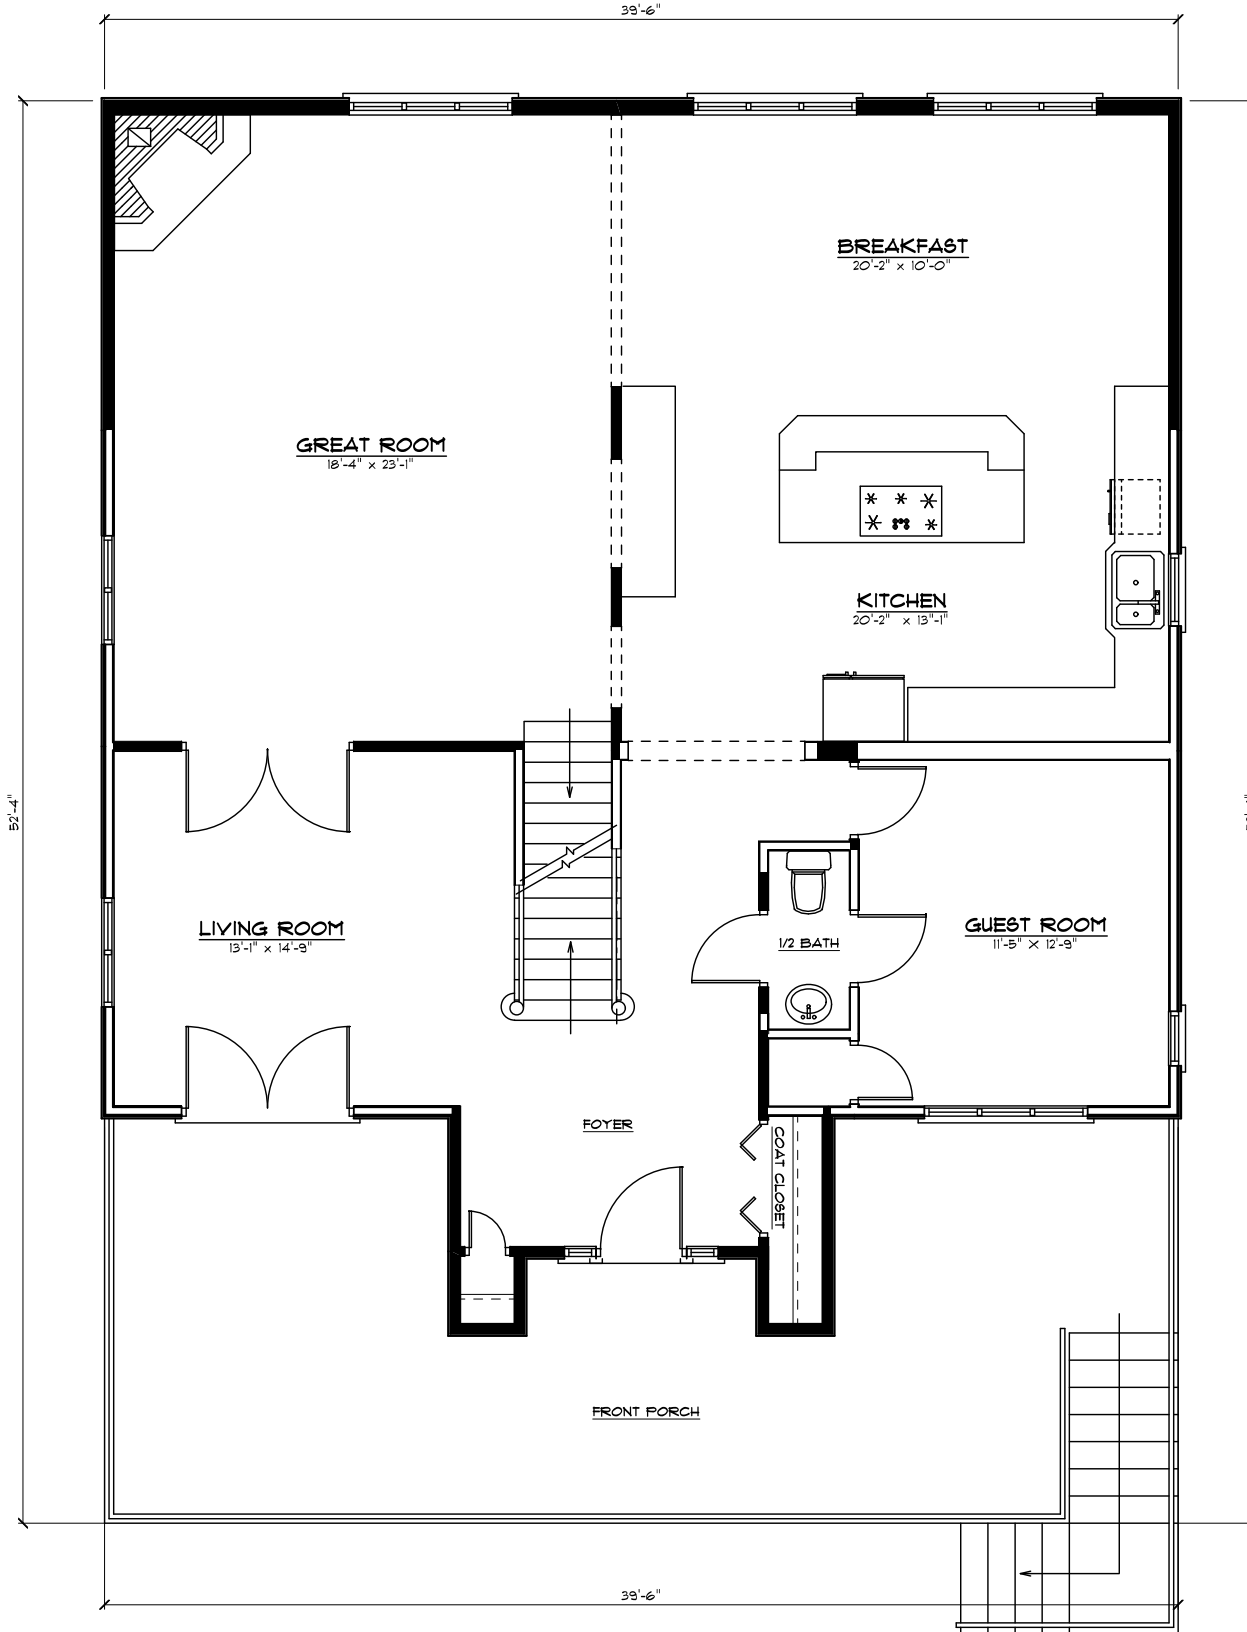 39'-6"
BREAKFAST
20'-2" x 10'-0"
GREAT ROOM
18'-4" x 23'-1"
KITCHEN
20'-2" x 13"-1"
52'-4"
LIVING ROOM
13'-1" x 14'-9"
1/2 BATH
GUEST ROOM
11'-5" X 12'-9"
FOYER
COAT CLOSET
FRONT PORCH
39'-6"